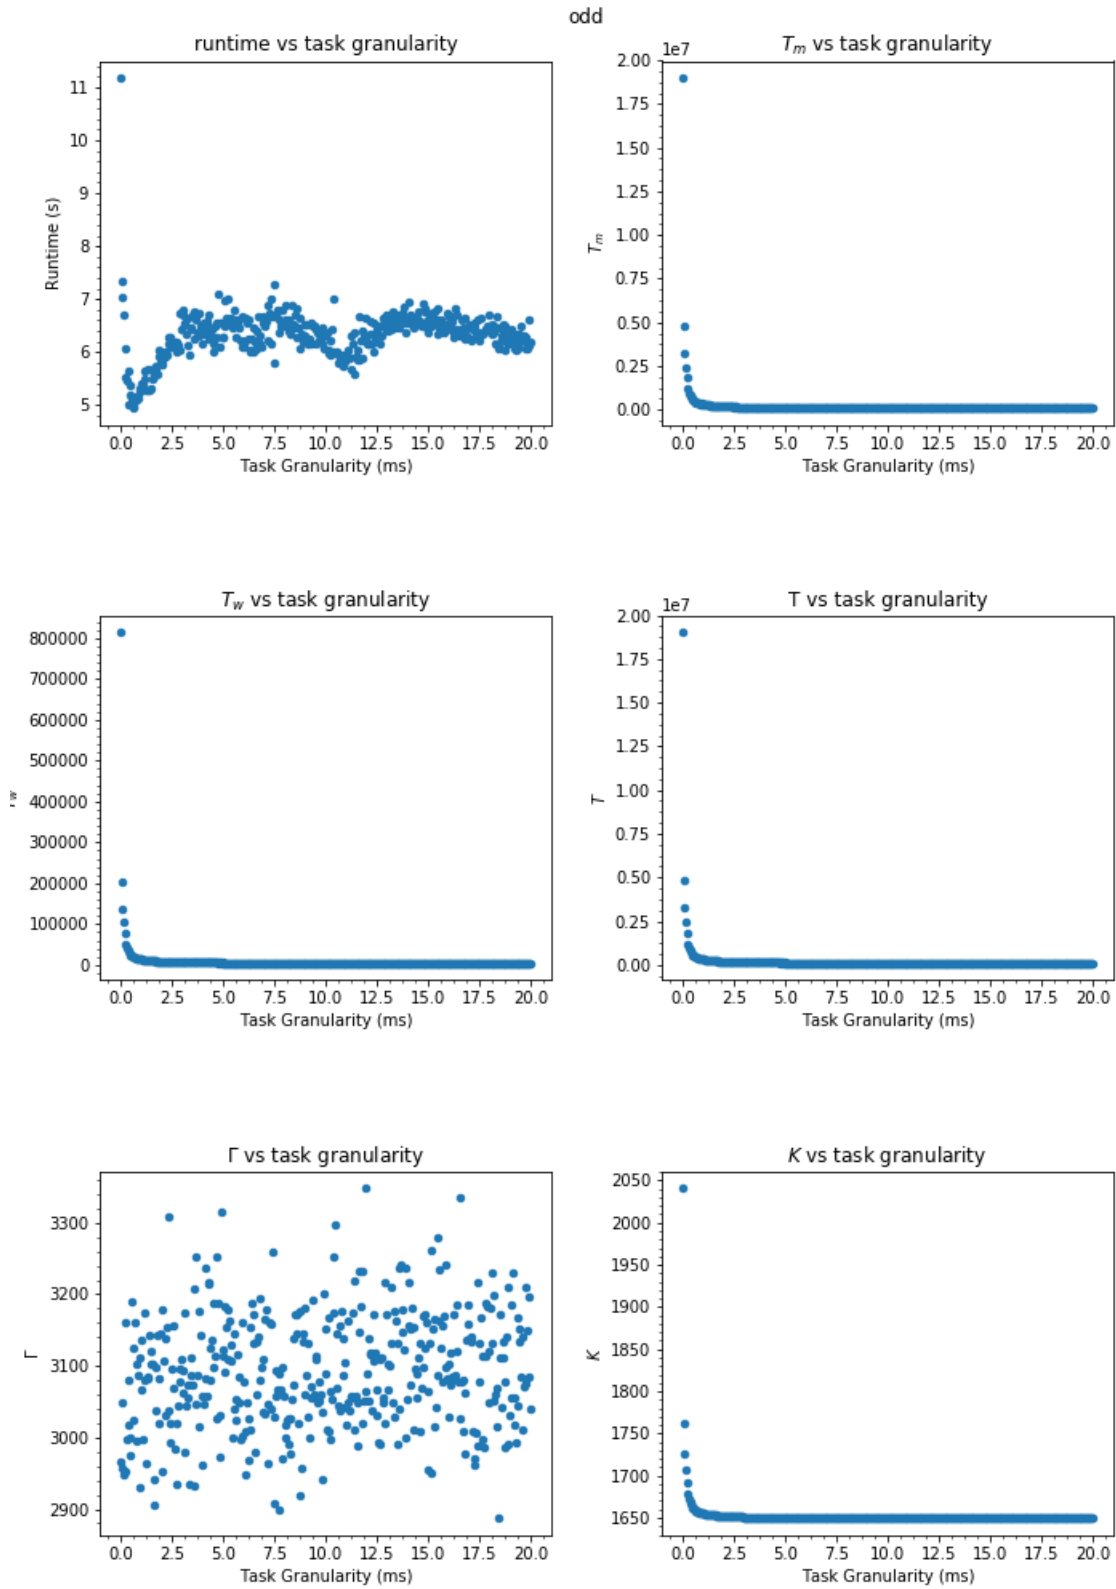 odd
runtime vs task granularity
11
10
9
8
7
6
5
Runtime (s)
0.0 2.5 5.0 7.5 10.0 12.5 15.0 17.5 20.0
Task Granularity (ms)
T_m vs task granularity
1e7
2.00
1.75
1.50
1.25
1.00
0.75
0.50
0.25
0.00
T_m
0.0 2.5 5.0 7.5 10.0 12.5 15.0 17.5 20.0
Task Granularity (ms)
T_w vs task granularity
800000
700000
600000
500000
400000
300000
200000
100000
0
0.0 2.5 5.0 7.5 10.0 12.5 15.0 17.5 20.0
Task Granularity (ms)
T vs task granularity
1e7
2.00
1.75
1.50
1.25
1.00
0.75
0.50
0.25
0.00
T
0.0 2.5 5.0 7.5 10.0 12.5 15.0 17.5 20.0
Task Granularity (ms)
Γ vs task granularity
3300
3200
3100
3000
2900
Γ
0.0 2.5 5.0 7.5 10.0 12.5 15.0 17.5 20.0
Task Granularity (ms)
K vs task granularity
2050
2000
1950
1900
1850
1800
1750
1700
1650
K
0.0 2.5 5.0 7.5 10.0 12.5 15.0 17.5 20.0
Task Granularity (ms)